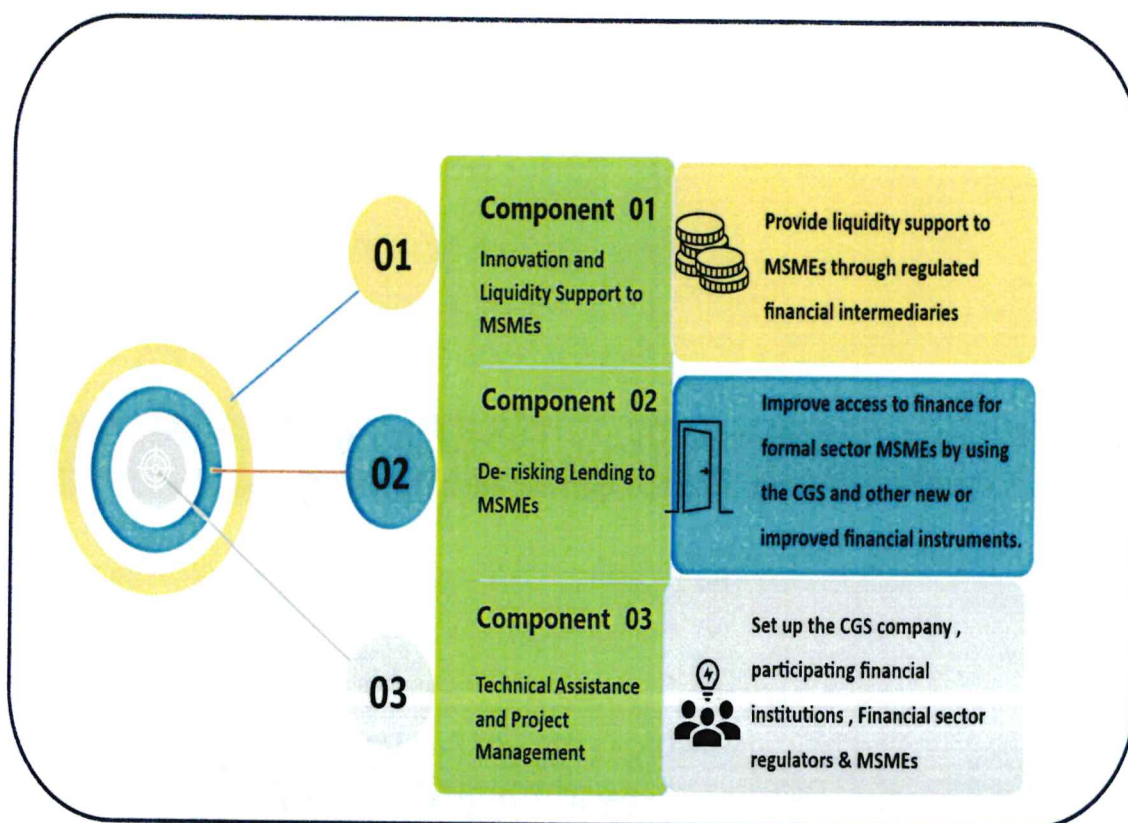 01
Component 01
Innovation and
Liquidity Support to
MSMEs
Provide liquidity support to
MSMEs through regulated
financial intermediaries
02
Component 02
De- risking Lending to
MSMEs
Improve access to finance for
formal sector MSMEs by using
the CGS and other new or
improved financial instruments.
03
Component 03
Technical Assistance
and Project
Management
Set up the CGS company ,
participating financial
institutions , Financial sector
regulators & MSMEs